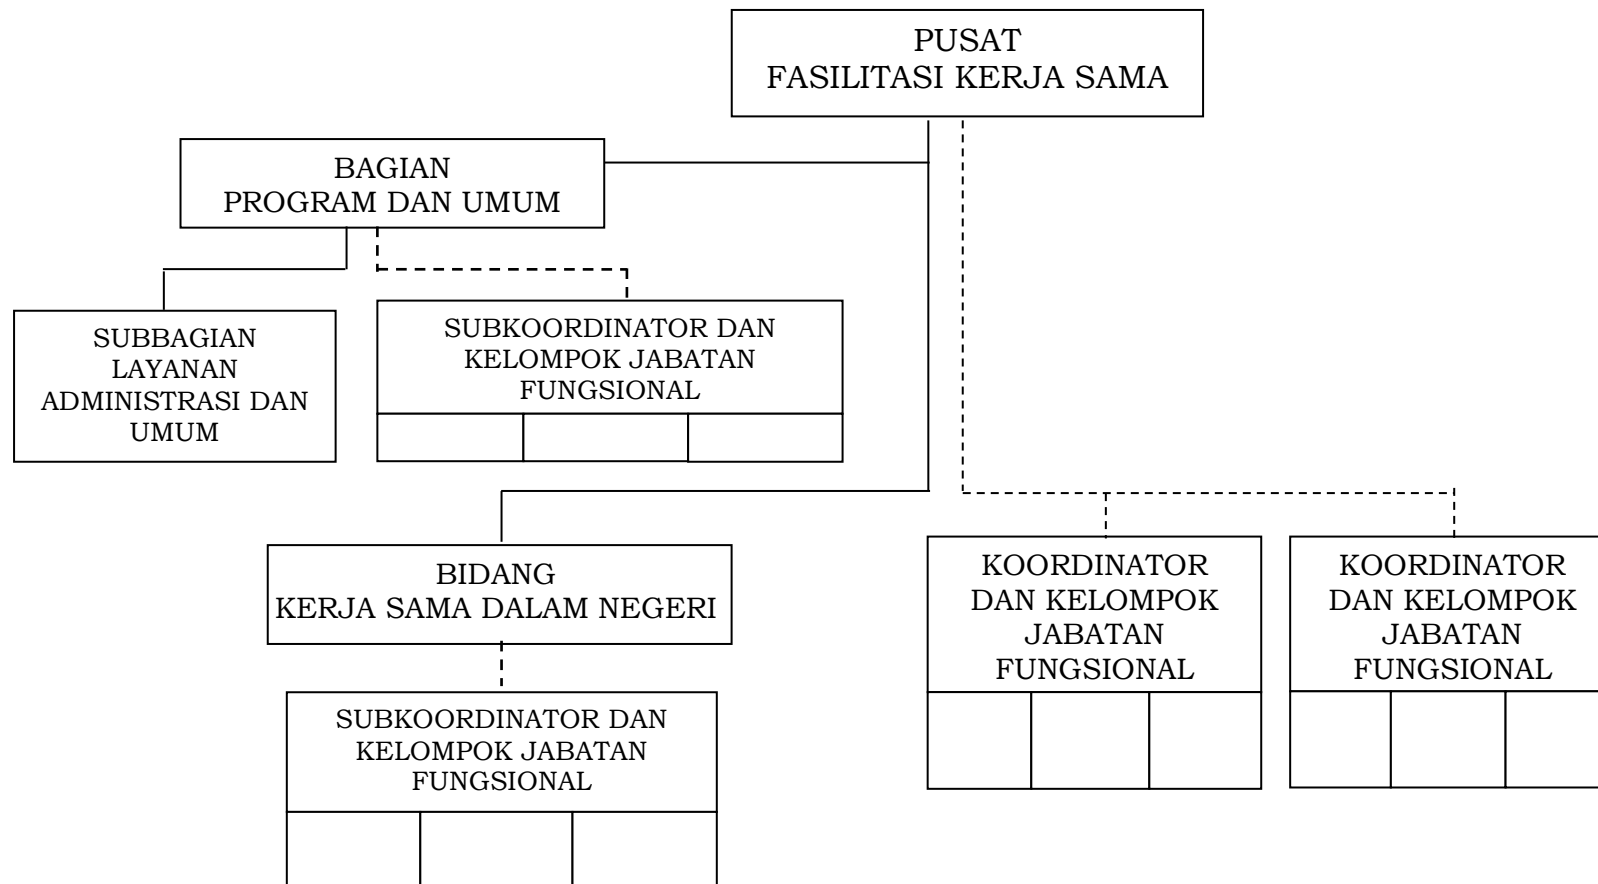 PUSAT
FASILITASI KERJA SAMA
BAGIAN
PROGRAM DAN UMUM
SUBBAGIAN
LAYANAN
ADMINISTRASI DAN
UMUM
SUBKOORDINATOR DAN
KELOMPOK JABATAN
FUNGSIONAL
BIDANG
KERJA SAMA DALAM NEGERI
SUBKOORDINATOR DAN
KELOMPOK JABATAN
FUNGSIONAL
KOORDINATOR
DAN KELOMPOK
JABATAN
FUNGSIONAL
KOORDINATOR
DAN KELOMPOK
JABATAN
FUNGSIONAL